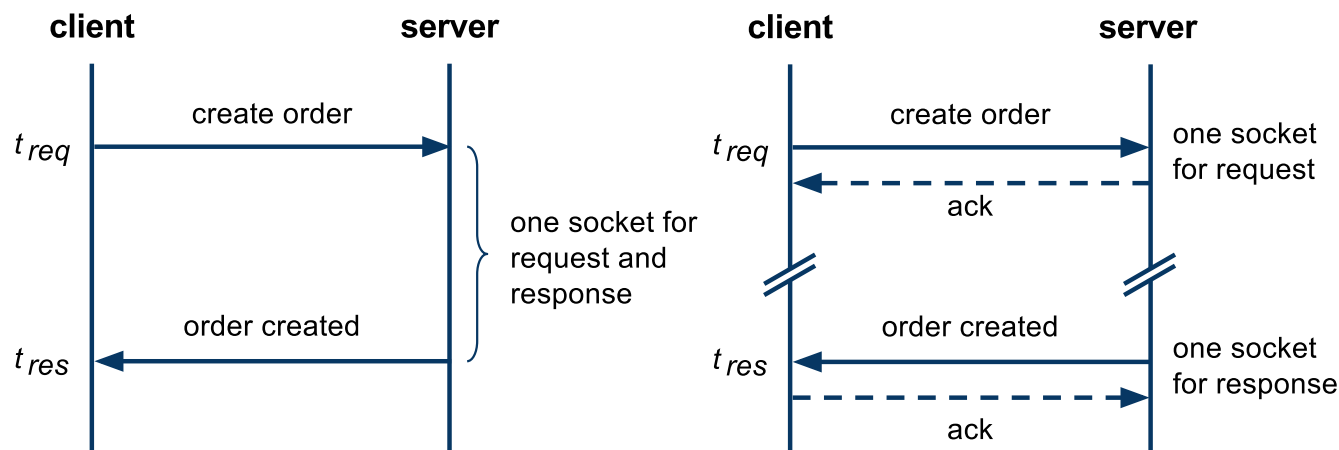 client
server
create order
t req
one socket for
request and
response
order created
t res
client
server
create order
t req
one socket
for request
ack
order created
t res
one socket
for response
ack